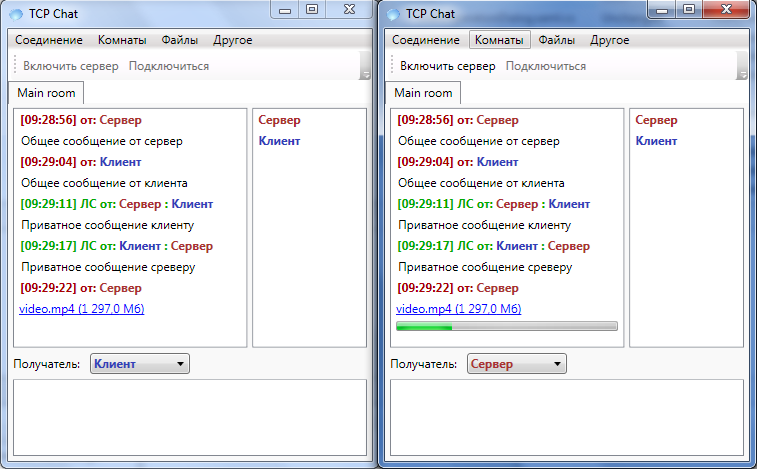 TCP Chat
Соединение Комнаты Файлы Другое
Включить сервер Подключиться
Main room
[09:28:56] от: Сервер
Общее сообщение от сервер
[09:29:04] от: Клиент
Общее сообщение от клиента
[09:29:11] ЛС от: Сервер : Клиент
Приватное сообщение клиенту
[09:29:17] ЛС от: Клиент : Сервер
Приватное сообщение среверу
[09:29:22] от: Сервер
video.mp4 (1 297,0 Мб)
Сервер
Клиент
Получатель: Клиент
TCP Chat
Соединение Комнаты Файлы Другое
Включить сервер Подключиться
Main room
[09:28:56] от: Сервер
Общее сообщение от сервер
[09:29:04] от: Клиент
Общее сообщение от клиента
[09:29:11] ЛС от: Сервер : Клиент
Приватное сообщение клиенту
[09:29:17] ЛС от: Клиент : Сервер
Приватное сообщение среверу
[09:29:22] от: Сервер
video.mp4 (1 297,0 Мб)
Сервер
Клиент
Получатель: Сервер